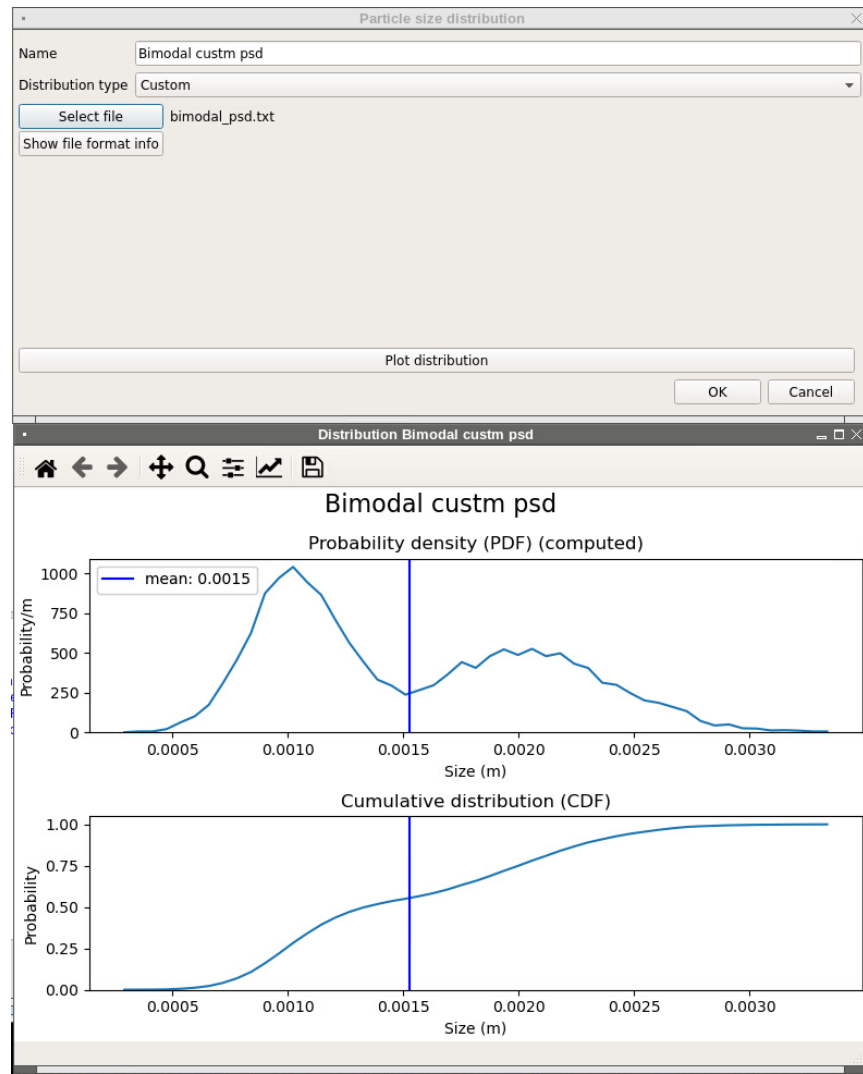 Particle size distribution
Name Bimodal custm psd
Distribution type Custom
Select file bimodal_psd.txt
Show file format info
Plot distribution
OK Cancel
Distribution Bimodal custm psd
Bimodal custm psd
Probability density (PDF) (computed)
mean: 0.0015
Probability/m
1000
750
500
250
0
0.0005 0.0010 0.0015 0.0020 0.0025 0.0030
Size (m)
Cumulative distribution (CDF)
Probability
1.00
0.75
0.50
0.25
0.00
0.0005 0.0010 0.0015 0.0020 0.0025 0.0030
Size (m)